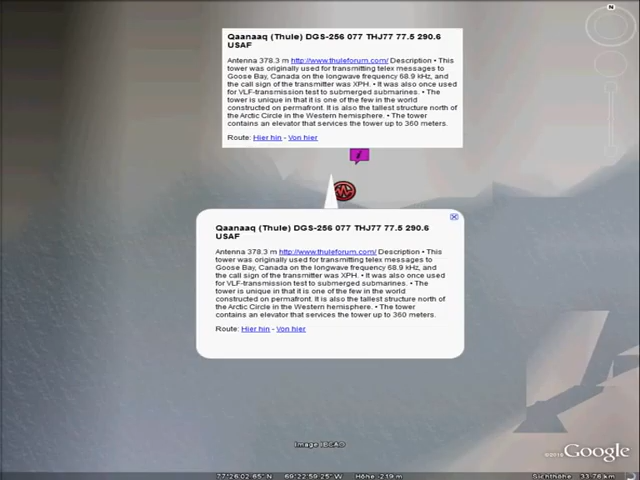 N
Qaanaaq (Thule) DGS-256 077 THJ77 77.5 290.6
USAF
Antenna 378.3 m http://www.thuleforum.com/ Description • This
tower was originally used for transmitting telex messages to
Goose Bay, Canada on the longwave frequency 68.9 kHz, and
the call sign of the transmitter was XPH. • It was also once used
for VLF-transmission test to submerged submarines. • The
tower is unique in that it is one of the few in the world
constructed on permafront. It is also the tallest structure north of
the Arctic Circle in the Western hemisphere. • The tower
contains an elevator that services the tower up to 360 meters.
Route: Hier hin - Von hier
Qaanaaq (Thule) DGS-256 077 THJ77 77.5 290.6
USAF
Antenna 378.3 m http://www.thuleforum.com/ Description • This
tower was originally used for transmitting telex messages to
Goose Bay, Canada on the longwave frequency 68.9 kHz, and
the call sign of the transmitter was XPH. • It was also once used
for VLF-transmission test to submerged submarines. • The
tower is unique in that it is one of the few in the world
constructed on permafront. It is also the tallest structure north of
the Arctic Circle in the Western hemisphere. • The tower
contains an elevator that services the tower up to 360 meters.
Route: Hier hin - Von hier
Image IBCAO
Google
Sichthöhe 33.76 km